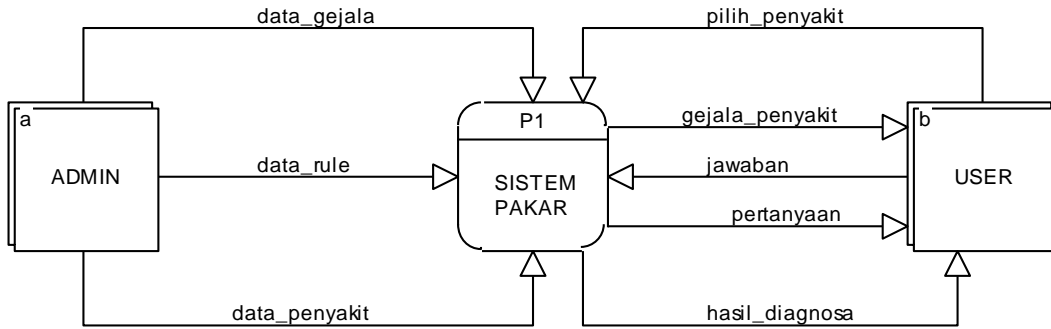 data_gejala
pilih_penyakit
a
P1
b
gejala_penyakit
ADMIN
data_rule
SISTEM
PAKAR
jawaban
USER
pertanyaan
data_penyakit
hasil_diagnosa